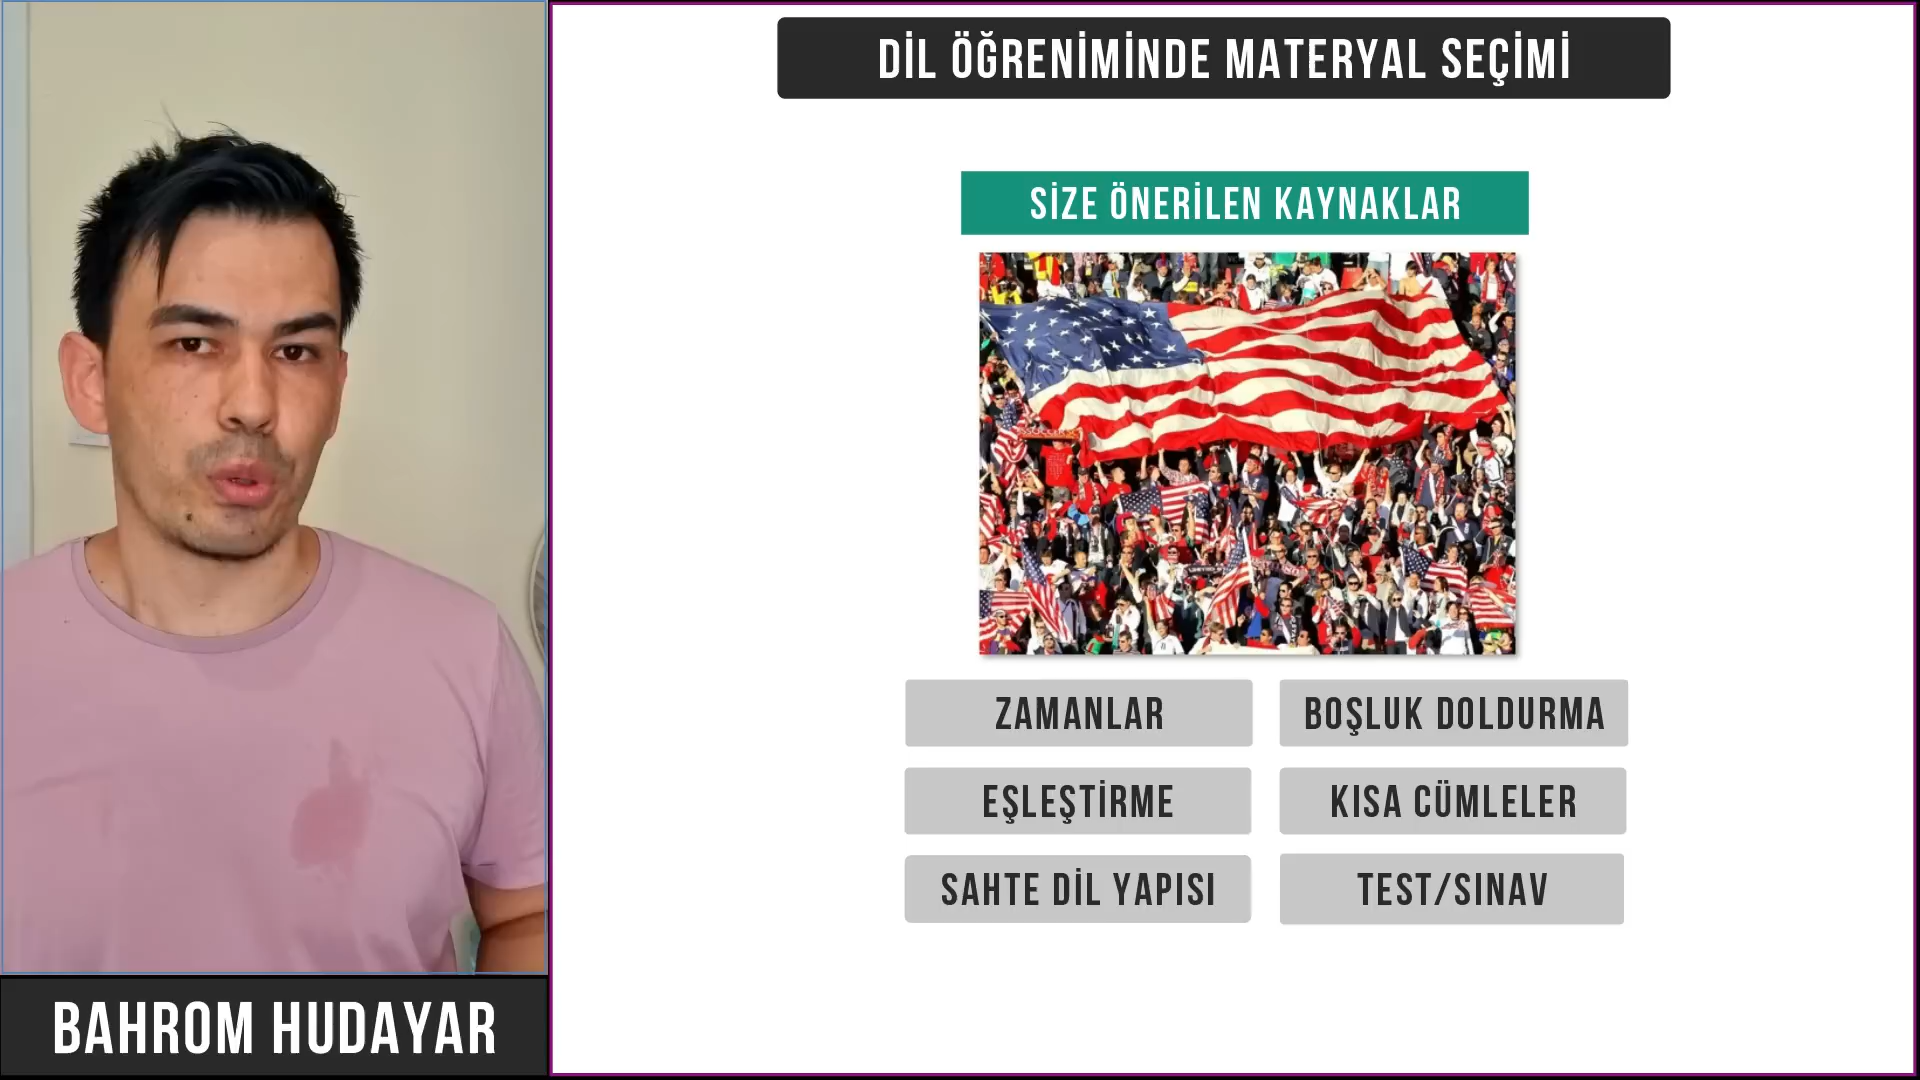 DİL ÖĞRENİMİNDE MATERYAL SEÇİMİ
SİZE ÖNERİLEN KAYNAKLAR
ZAMANLAR
BOŞLUK DOLDURMA
EŞLEŞTİRME
KISA CÜMLELER
SAHTE DİL YAPISI
TEST/SINAV
BAHROM HUDAYAR